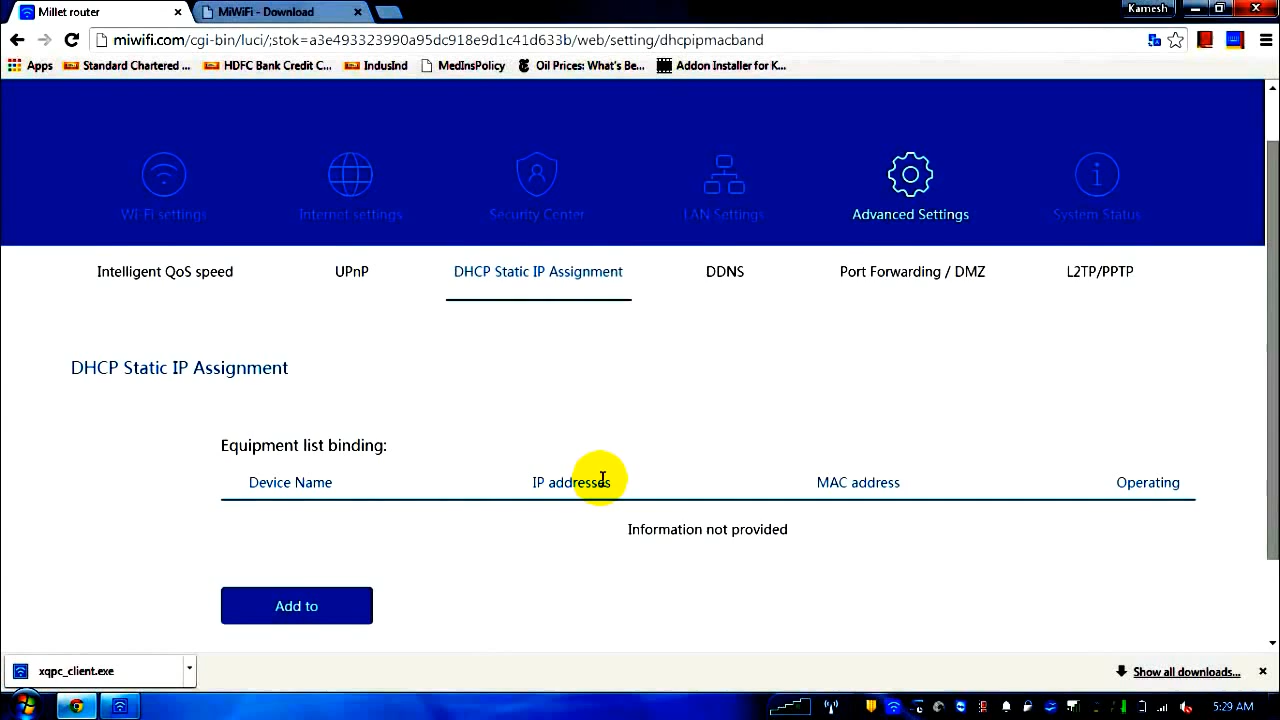 Millet router
MiWiFi - Download
Kamesh
miwifi.com/cgi-bin/luci/;stok=a3e493323990a95dc918e9d1c41d633b/web/setting/dhcpipmacband
Apps
Standard Chartered ...
HDFC Bank Credit C...
IndusInd
MedInsPolicy
Oil Prices: What's Be...
Addon Installer for K...
Wi-Fi settings
Internet settings
Security Center
LAN Settings
Advanced Settings
System Status
Intelligent QoS speed
UPnP
DHCP Static IP Assignment
DDNS
Port Forwarding / DMZ
L2TP/PPTP
DHCP Static IP Assignment
Equipment list binding:
Device Name
IP addresses
MAC address
Operating
Information not provided
Add to
xqpc_client.exe
Show all downloads...
5:29 AM